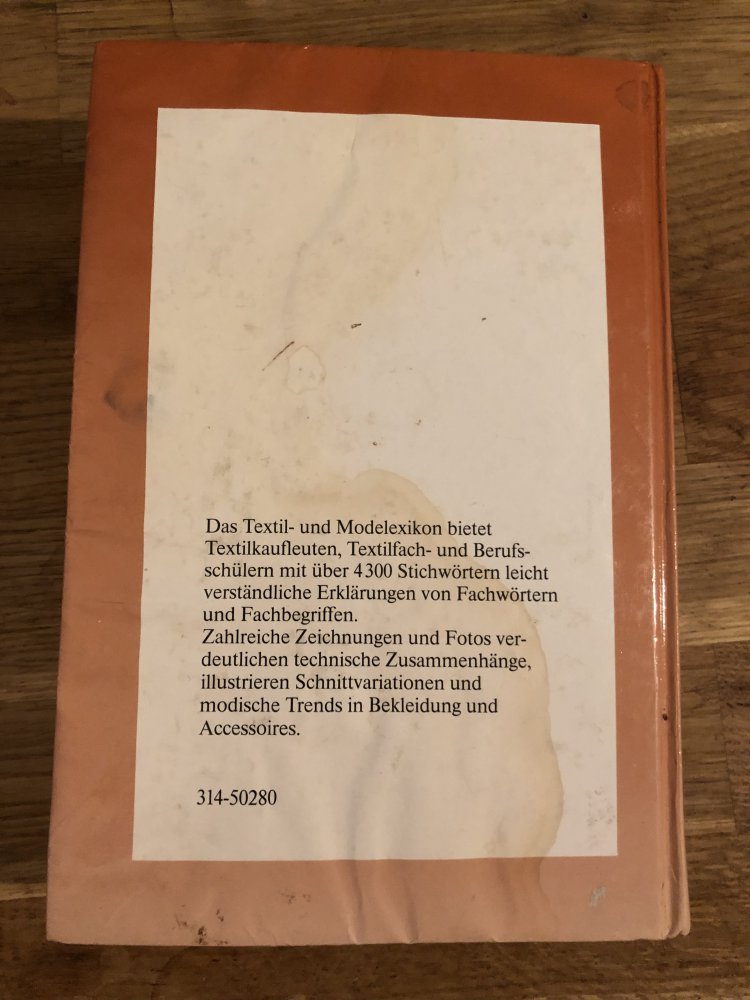 Das Textil- und Modelexikon bietet
Textilkaufleuten, Textilfach- und Berufs-
schülern mit über 4300 Stichwörtern leicht
verständliche Erklärungen von Fachwörtern
und Fachbegriffen.
Zahlreiche Zeichnungen und Fotos ver-
deutlichen technische Zusammenhänge,
illustrieren Schnittvariationen und
modische Trends in Bekleidung und
Accessoires.
314-50280